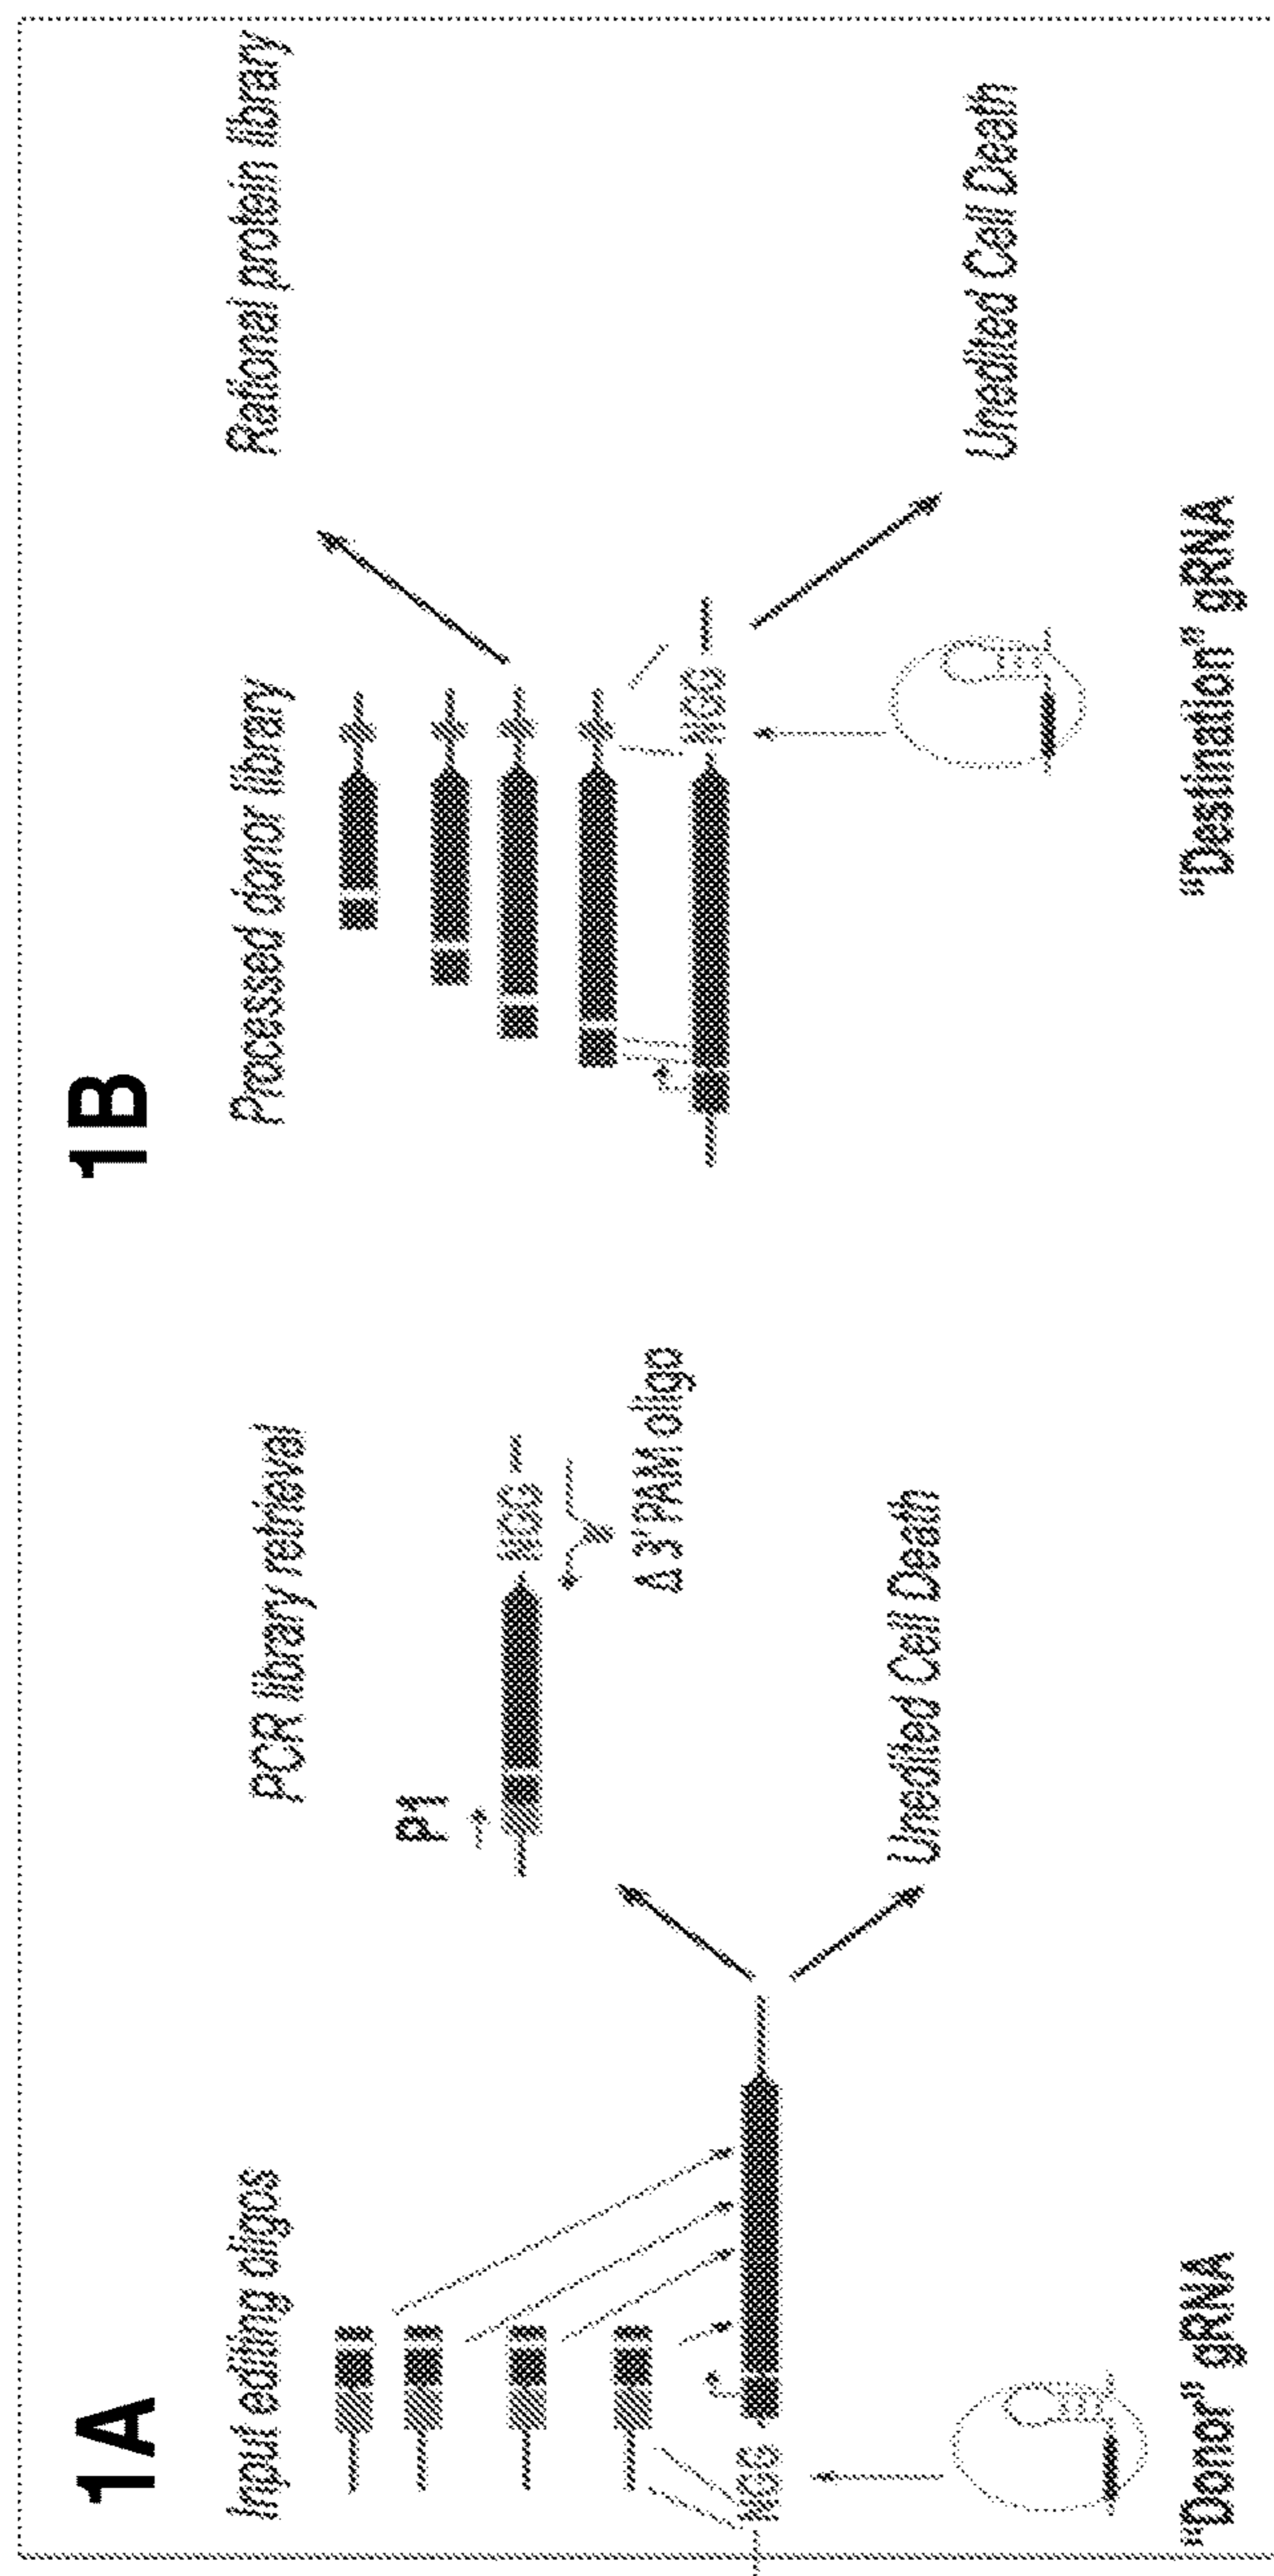 1A
Input editing oligos
NGG
"Donor" gRNA
PCR library retrieval
P1
NGG
Δ 3' PAM oligo
Unedited Cell Death
1B
Processed donor library
NGG
"Destination" gRNA
Rational protein library
Unedited Cell Death